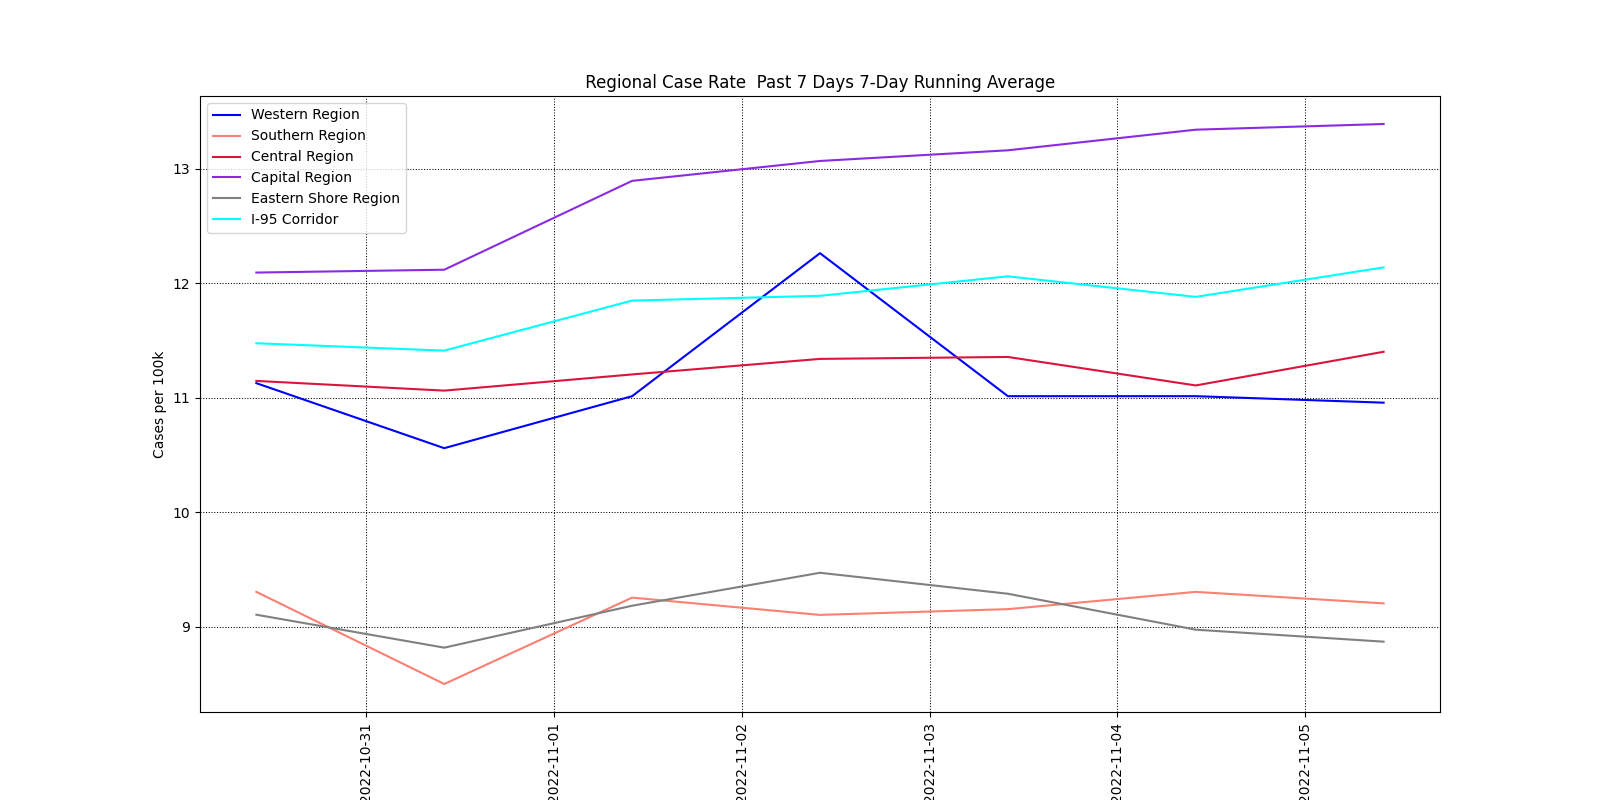 Regional Case Rate  Past 7 Days 7-Day Running Average
Western Region
Southern Region
Central Region
Capital Region
Eastern Shore Region
I-95 Corridor
Cases per 100k
13
12
11
10
9
2022-10-31
2022-11-01
2022-11-02
2022-11-03
2022-11-04
2022-11-05